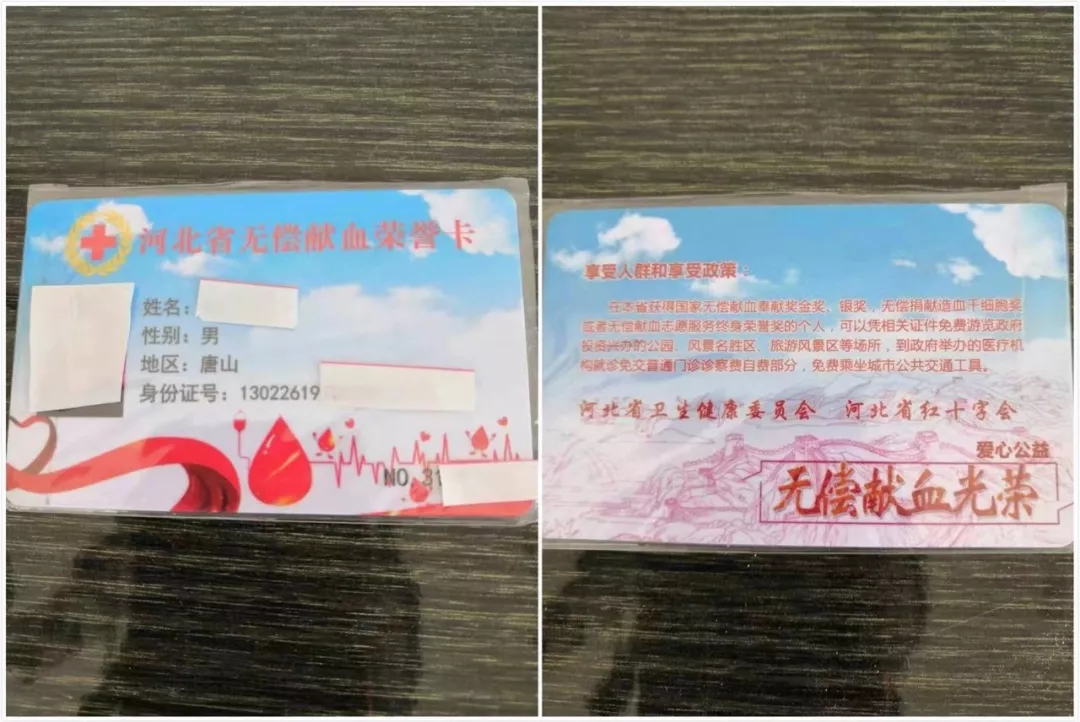 河北省无偿献血荣誉卡
姓名:
性别: 男
地区: 唐山
身份证号: 13022619
NO.31
享受人群和享受政策:
在本省获得国家无偿献血奉献奖金奖、银奖，无偿捐献造血干细胞奖
或者无偿献血志愿服务终身荣誉奖的个人，可以凭相关证件免费游览政府
投资兴办的公园、风景名胜区、旅游风景区等场所，到政府举办的医疗机
构就诊免交普通门诊诊察费自费部分，免费乘坐城市公共交通工具。
河北省卫生健康委员会 河北省红十字会
爱心公益
无偿献血光荣